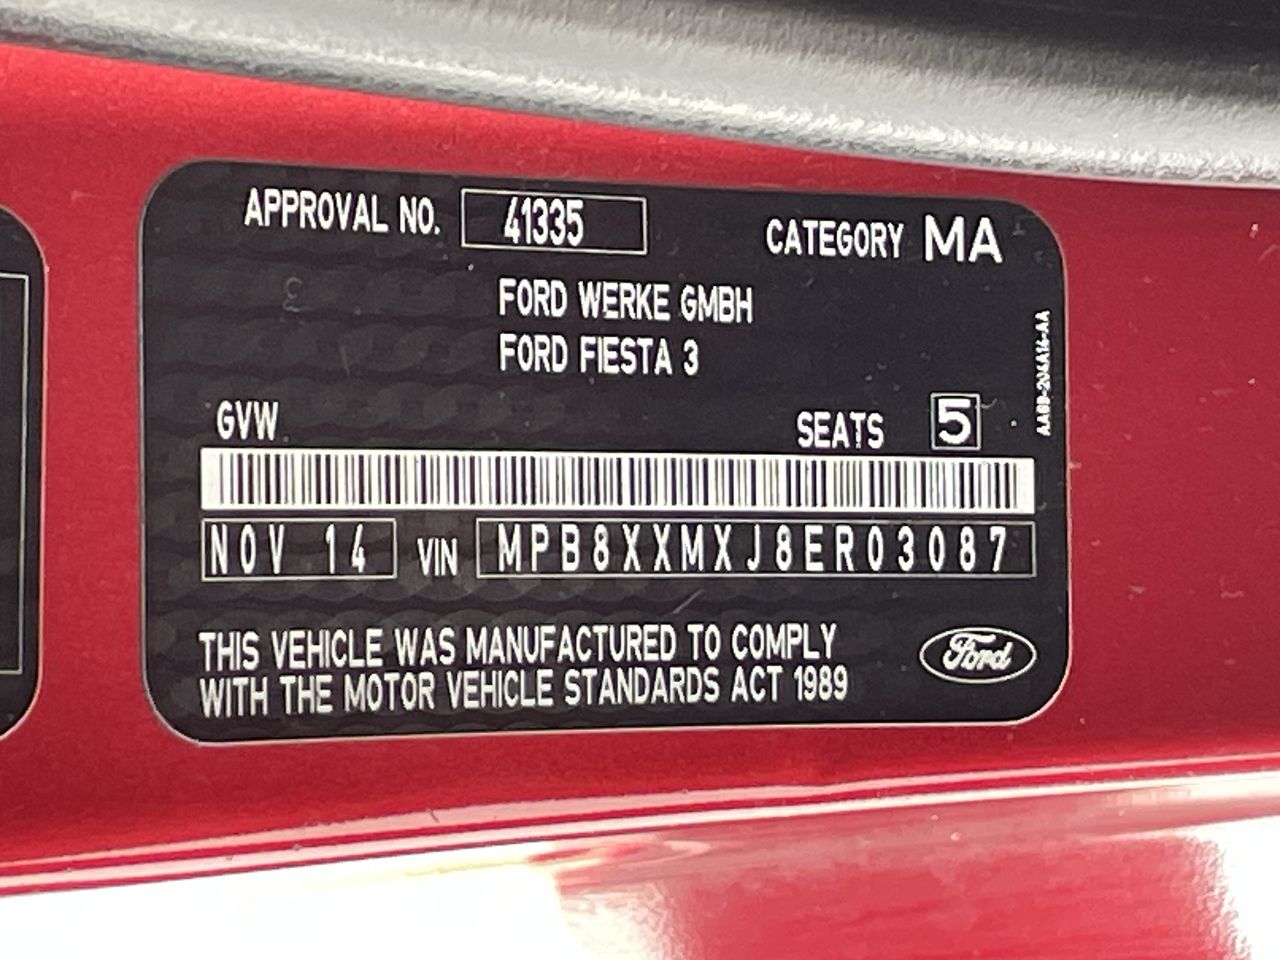 APPROVAL NO. 41335 CATEGORY MA
FORD WERKE GMBH
FORD FIESTA 3
GVW SEATS 5
NOV 14 VIN MPB8XXMXJ8ER03087
THIS VEHICLE WAS MANUFACTURED TO COMPLY
WITH THE MOTOR VEHICLE STANDARDS ACT 1989
Ford